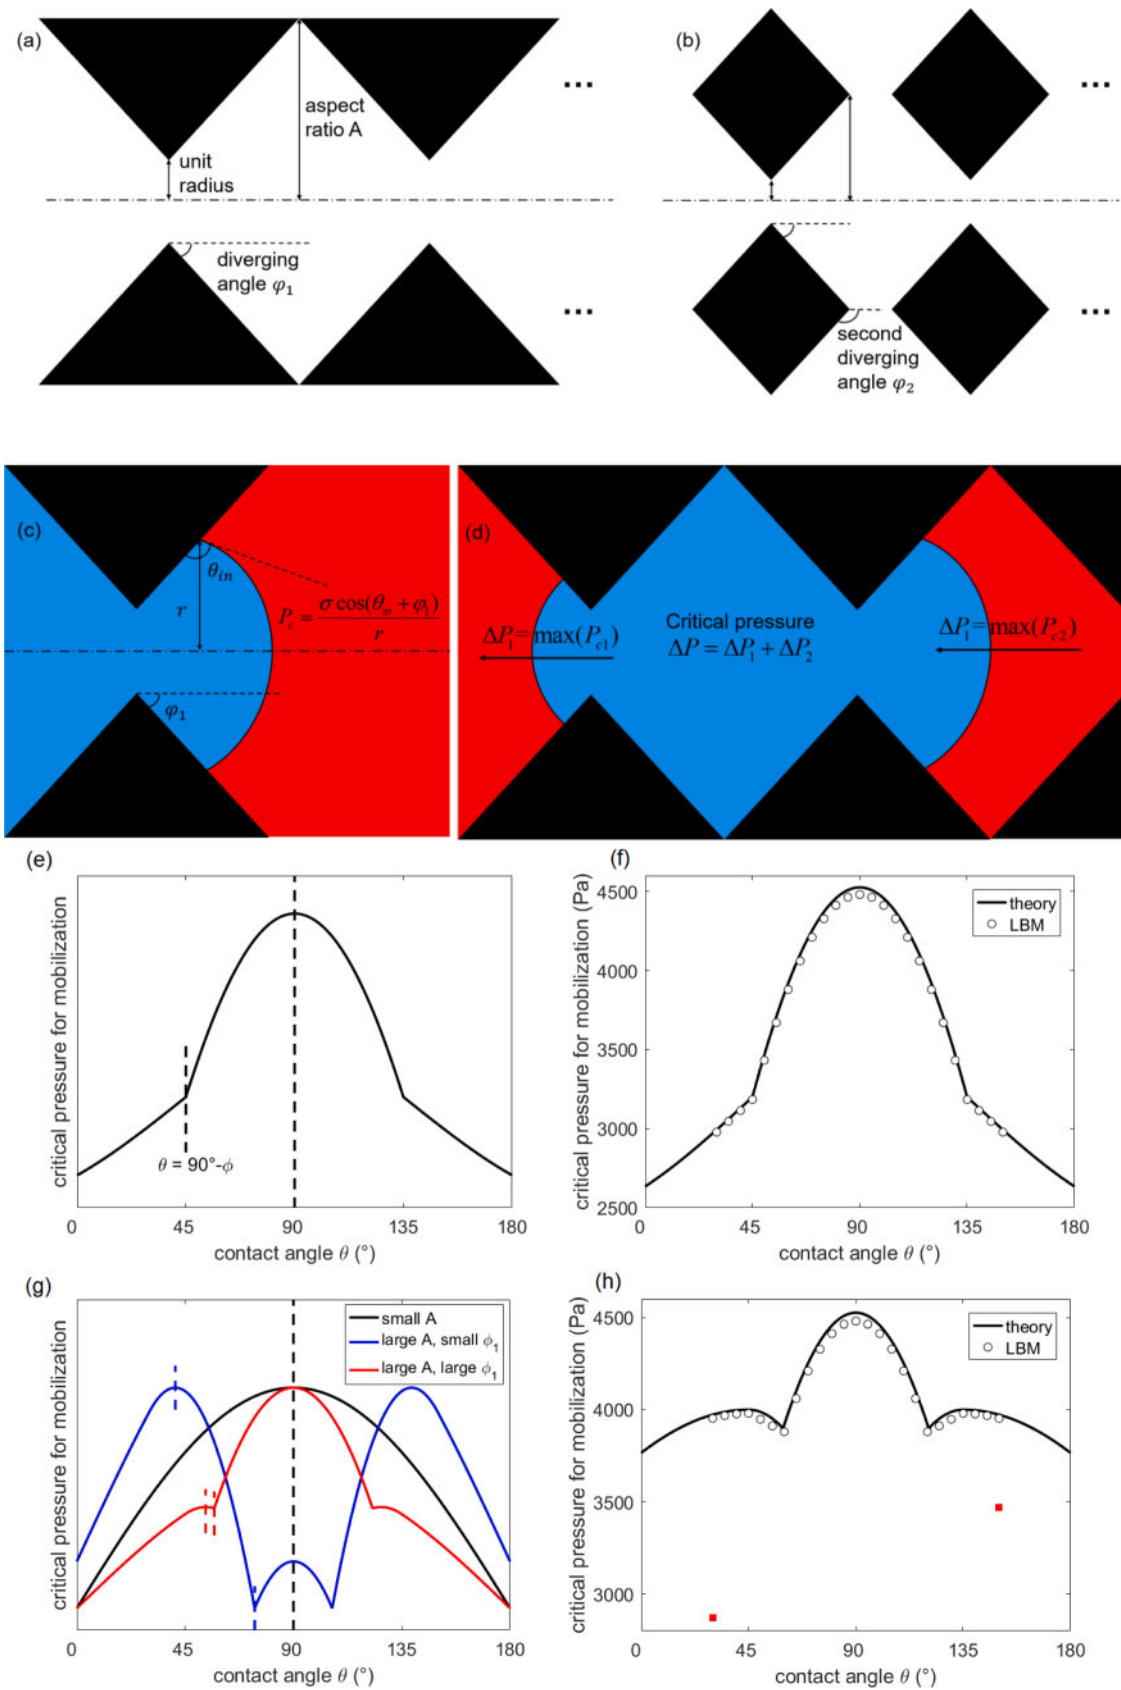 (a)
aspect
ratio A
unit
radius
diverging
angle φ₁
...
...
(b)
second
diverging
angle φ₂
...
...
(c)
θin
r
Pc = σcos(θin+φ₁)/r
φ₁
(d)
ΔP₁=max(Pc1)
Critical pressure
ΔP = ΔP₁ + ΔP₂
ΔP₁=max(Pc2)
(e)
critical pressure for mobilization
θ = 90°-ϕ
0 45 90 135 180
contact angle θ (°)
(f)
critical pressure for mobilization (Pa)
4500
4000
3500
3000
2500
theory
LBM
0 45 90 135 180
contact angle θ (°)
(g)
critical pressure for mobilization
small A
large A, small ϕ₁
large A, large ϕ₁
0 45 90 135 180
contact angle θ (°)
(h)
critical pressure for mobilization (Pa)
4500
4000
3500
3000
theory
LBM
0 45 90 135 180
contact angle θ (°)